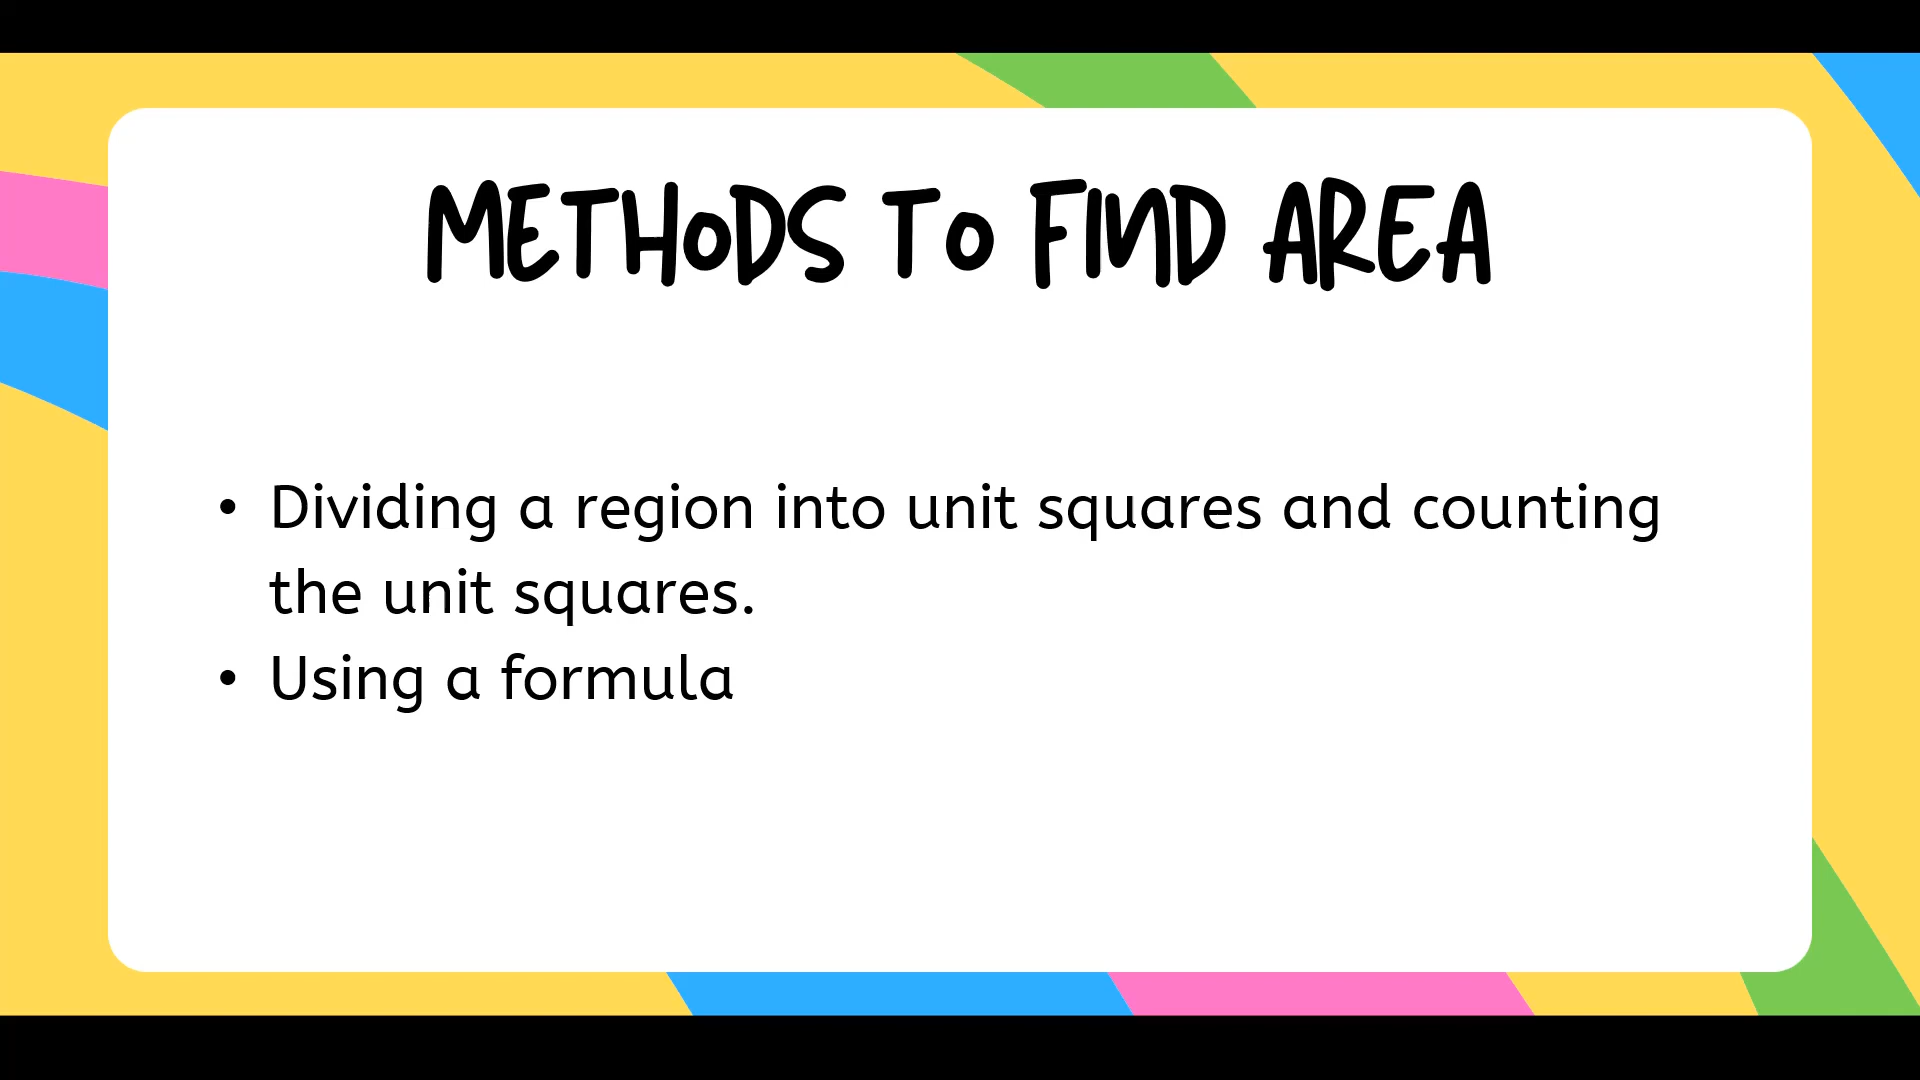 METHODS TO FIND AREA
• Dividing a region into unit squares and counting
the unit squares.
• Using a formula